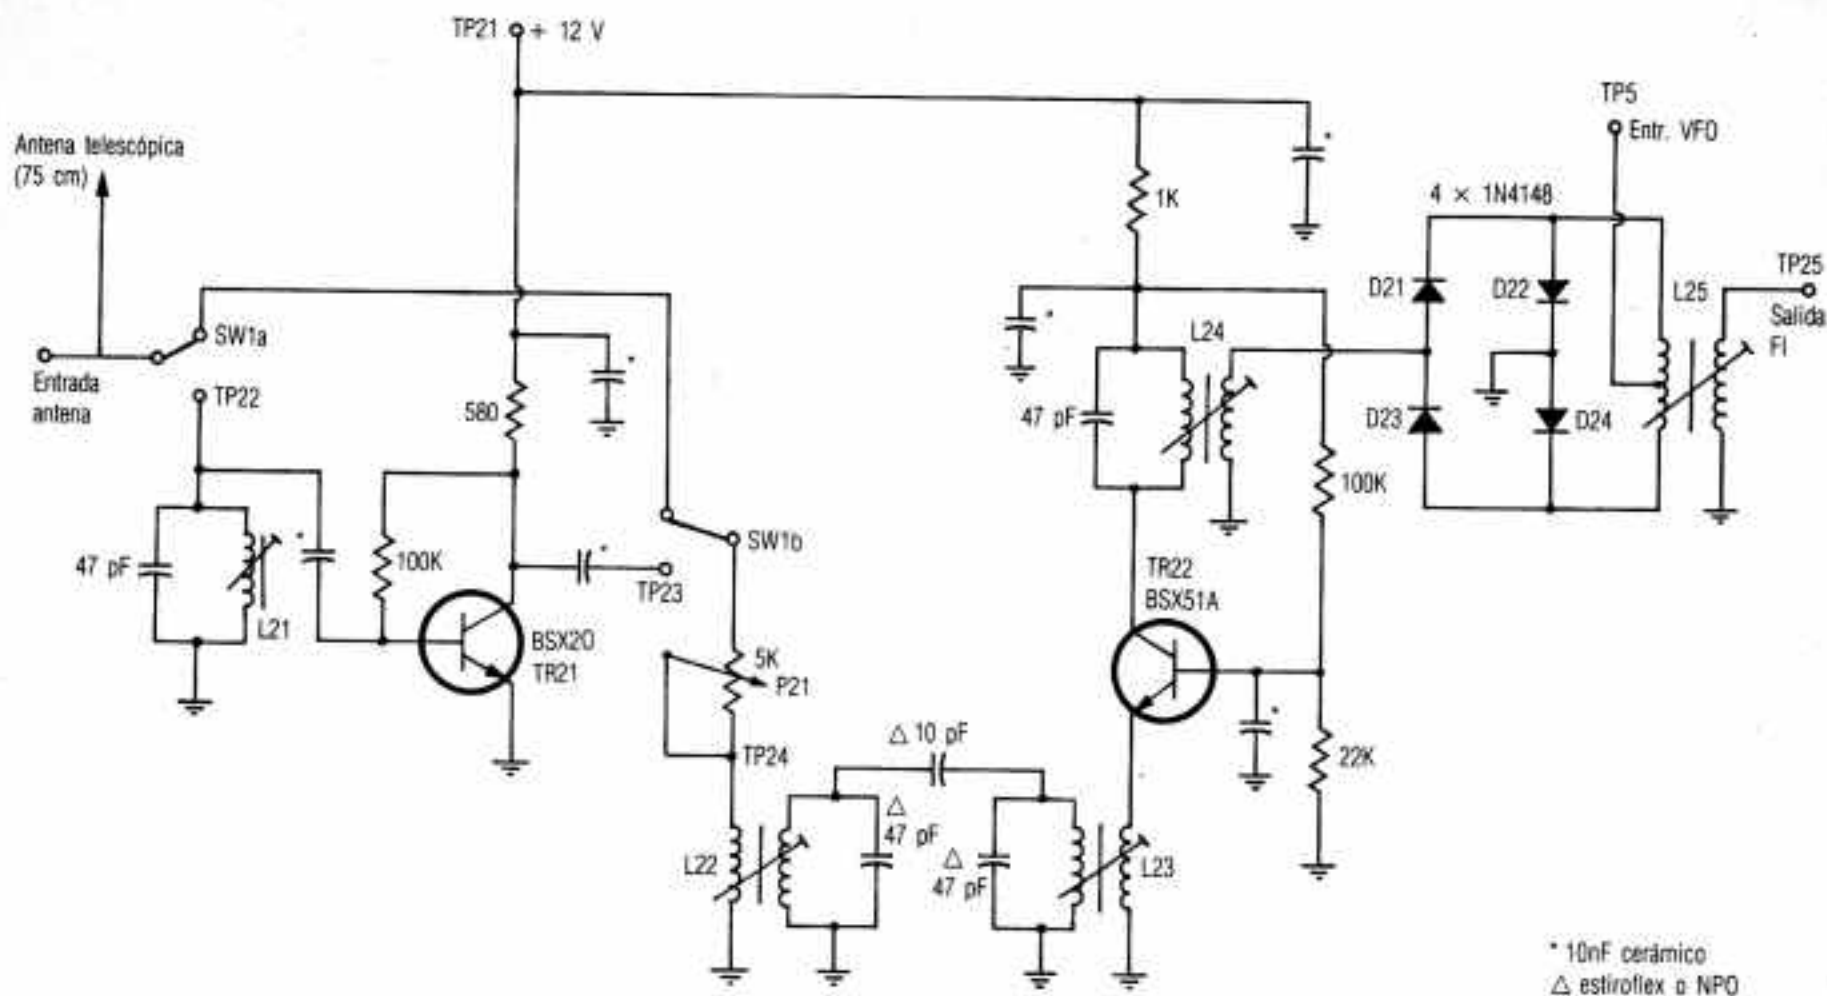 TP21
+ 12 V
Antena telescópica
(75 cm)
SW1a
Entrada
antena
TP22
47 pF
L21
100K
580
BSX20
TR21
TP23
SW1b
5K
P21
TP24
L22
△ 10 pF
△
47 pF
△
47 pF
L23
1K
L24
47 pF
100K
TR22
BSX51A
22K
TP5
Entr. VFO
4 × 1N4148
D21
D22
D23
D24
L25
TP25
Salida
FI
* 10nF cerámico
△ estiroflex o NPO